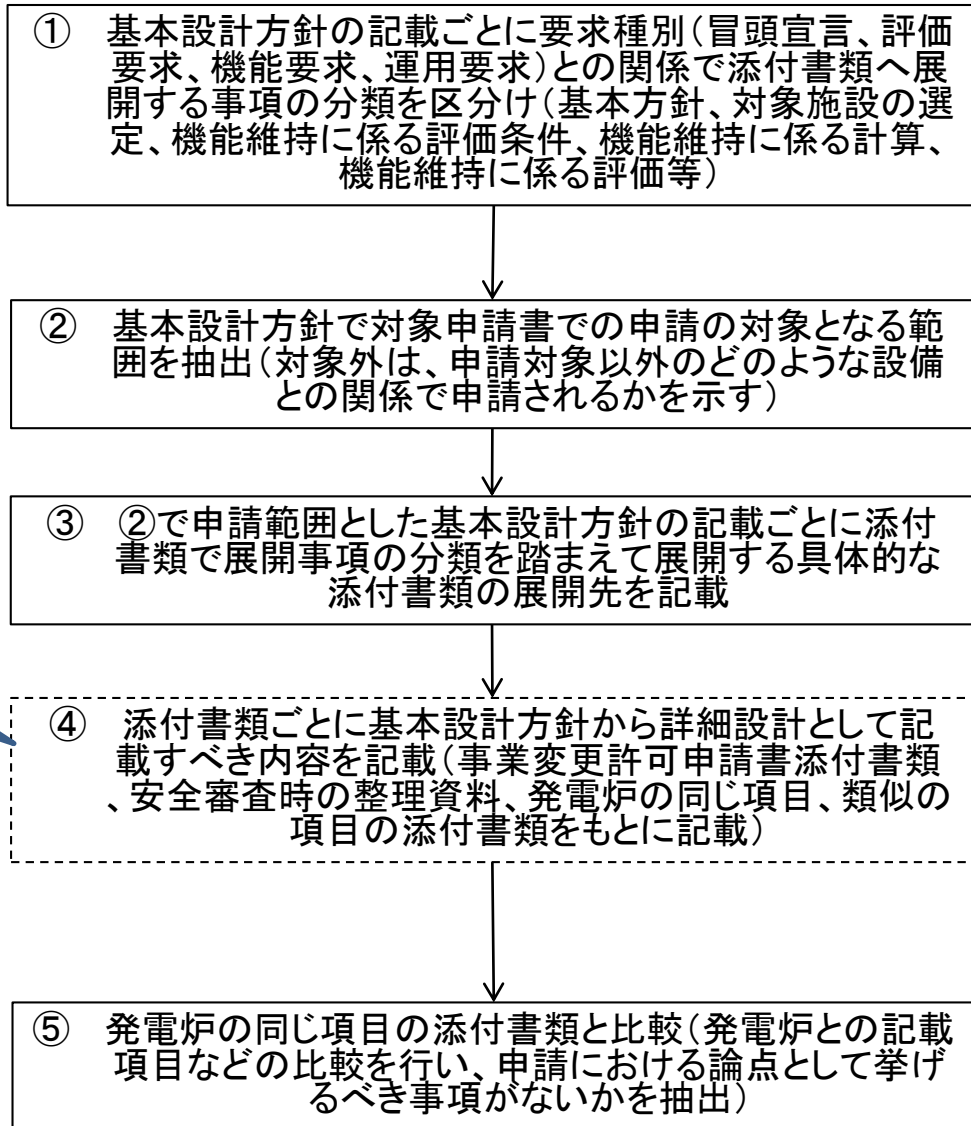 ① 基本設計方針の記載ごとに要求種別(冒頭宣言、評価
要求、機能要求、運用要求)との関係で添付書類へ展
開する事項の分類を区分け(基本方針、対象施設の選
定、機能維持に係る評価条件、機能維持に係る計算、
機能維持に係る評価等)
② 基本設計方針で対象申請書での申請の対象となる範
囲を抽出(対象外は、申請対象以外のどのような設備
との関係で申請されるかを示す)
③ ②で申請範囲とした基本設計方針の記載ごとに添付
書類で展開事項の分類を踏まえて展開する具体的な
添付書類の展開先を記載
④ 添付書類ごとに基本設計方針から詳細設計として記
載すべき内容を記載(事業変更許可申請書添付書類
、安全審査時の整理資料、発電炉の同じ項目、類似の
項目の添付書類をもとに記載)
⑤ 発電炉の同じ項目の添付書類と比較(発電炉との記載
項目などの比較を行い、申請における論点として挙げ
るべき事項がないかを抽出)